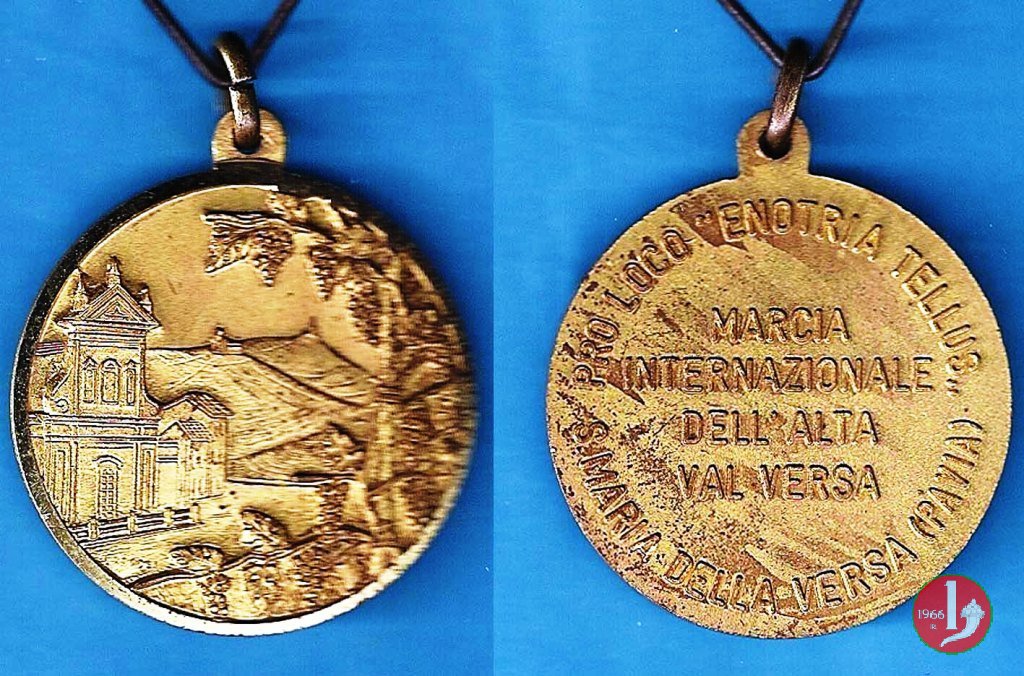 PRO LOCO "ENOTRIA TELLUS"
MARCIA
INTERNAZIONALE
DELL'ALTA
VAL VERSA
S. MARIA DELLA VERSA (PAVIA)
1966